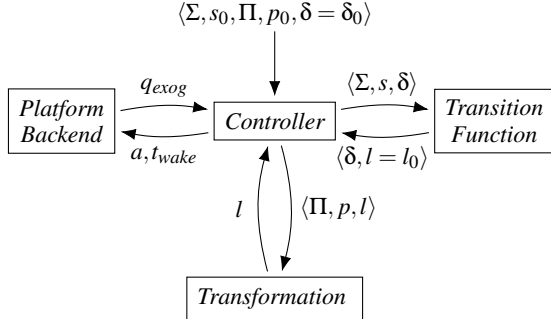 ⟨Σ, s₀, Π, p₀, δ = δ₀⟩
q_exog
⟨Σ, s, δ⟩
Platform
Backend
Controller
Transition
Function
a, t_wake
⟨δ, l = l₀⟩
l
⟨Π, p, l⟩
Transformation